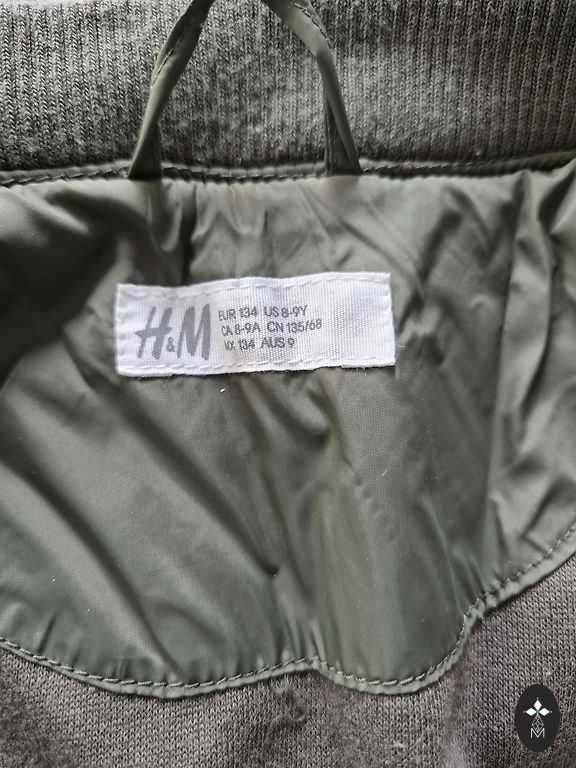 H&M
EUR 134 US 8-9Y
CA 8-9A CN 135/68
MX 134 AUS 9
M